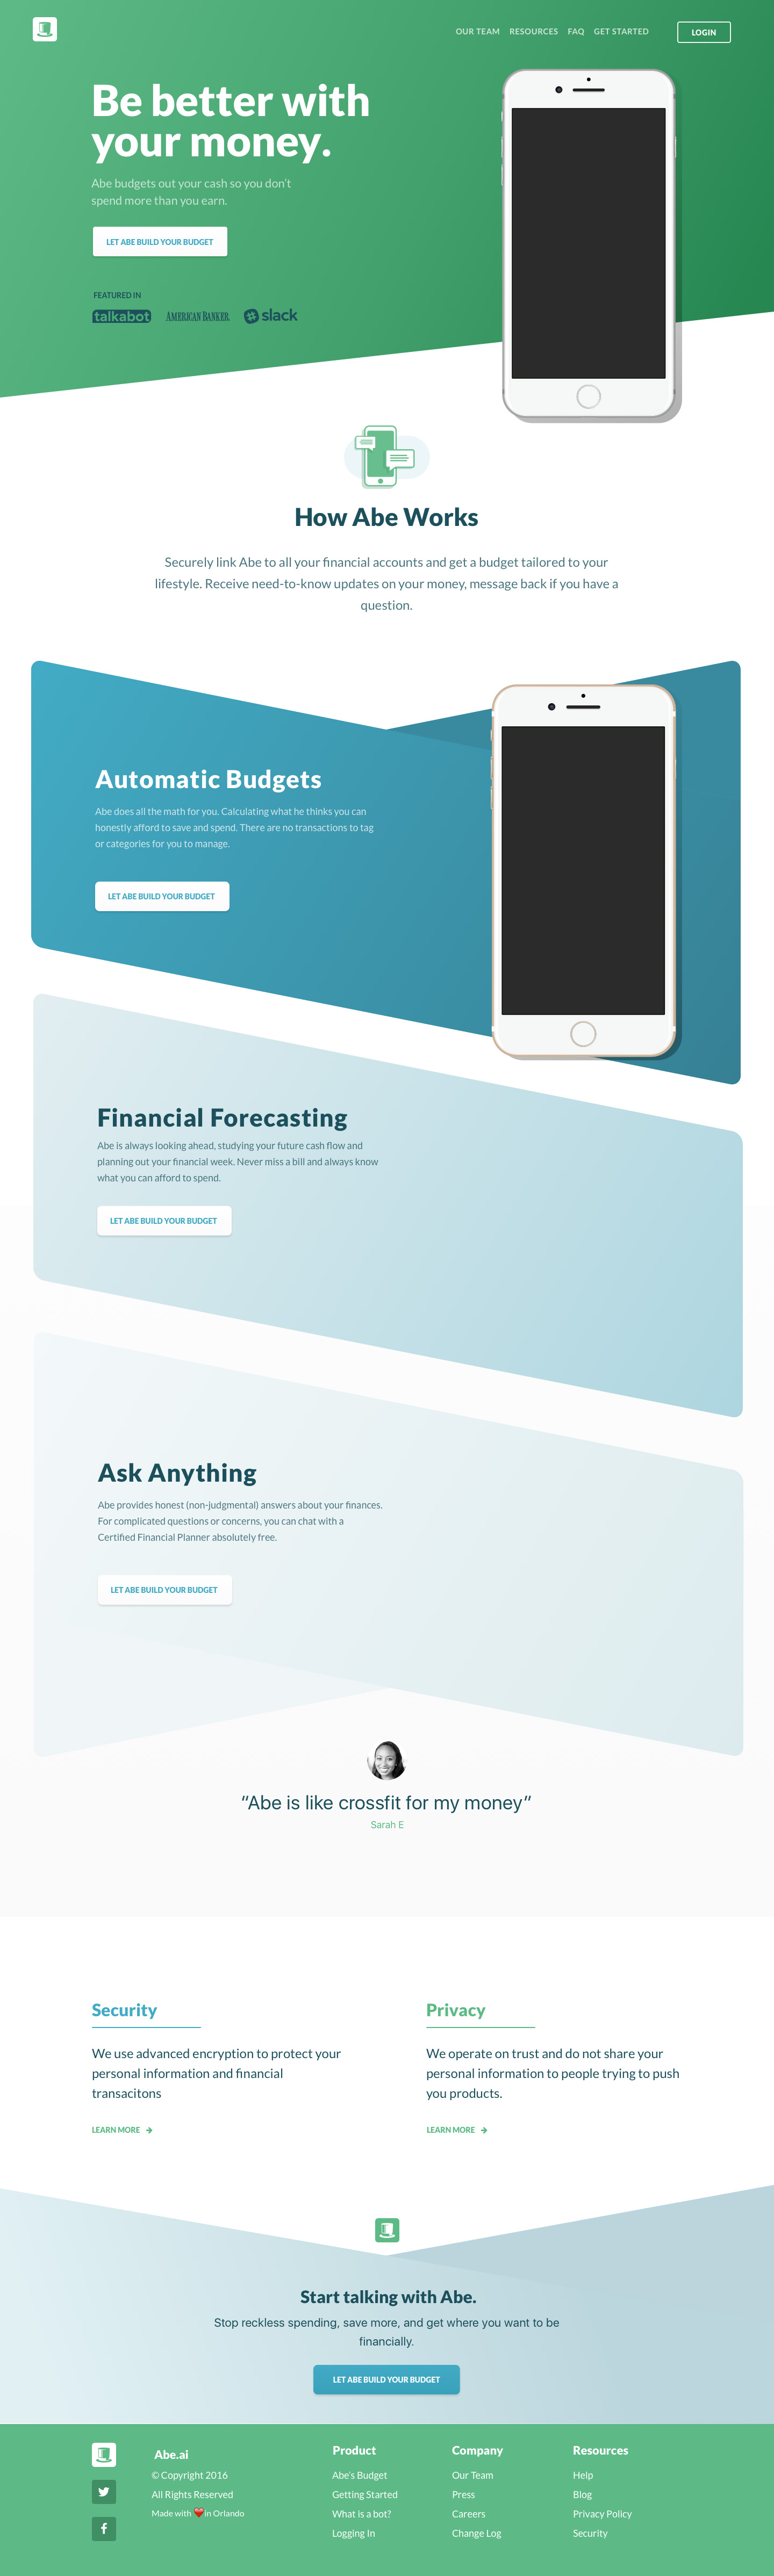 OUR TEAM RESOURCES FAQ GET STARTED LOGIN
Be better with
your money.
Abe budgets out your cash so you don't
spend more than you earn.
LET ABE BUILD YOUR BUDGET
FEATURED IN
talkabot AMERICAN BANKER. slack
How Abe Works
Securely link Abe to all your financial accounts and get a budget tailored to your
lifestyle. Receive need-to-know updates on your money, message back if you have a
question.
Automatic Budgets
Abe does all the math for you. Calculating what he thinks you can
honestly afford to save and spend. There are no transactions to tag
or categories for you to manage.
LET ABE BUILD YOUR BUDGET
Financial Forecasting
Abe is always looking ahead, studying your future cash flow and
planning out your financial week. Never miss a bill and always know
what you can afford to spend.
LET ABE BUILD YOUR BUDGET
Ask Anything
Abe provides honest (non-judgmental) answers about your finances.
For complicated questions or concerns, you can chat with a
Certified Financial Planner absolutely free.
LET ABE BUILD YOUR BUDGET
“Abe is like crossfit for my money”
Sarah E
Security
We use advanced encryption to protect your
personal information and financial
transacitons
LEARN MORE →
Privacy
We operate on trust and do not share your
personal information to people trying to push
you products.
LEARN MORE →
Start talking with Abe.
Stop reckless spending, save more, and get where you want to be
financially.
LET ABE BUILD YOUR BUDGET
Abe.ai
© Copyright 2016
All Rights Reserved
Made with ❤️ in Orlando
Product
Abe's Budget
Getting Started
What is a bot?
Logging In
Company
Our Team
Press
Careers
Change Log
Resources
Help
Blog
Privacy Policy
Security